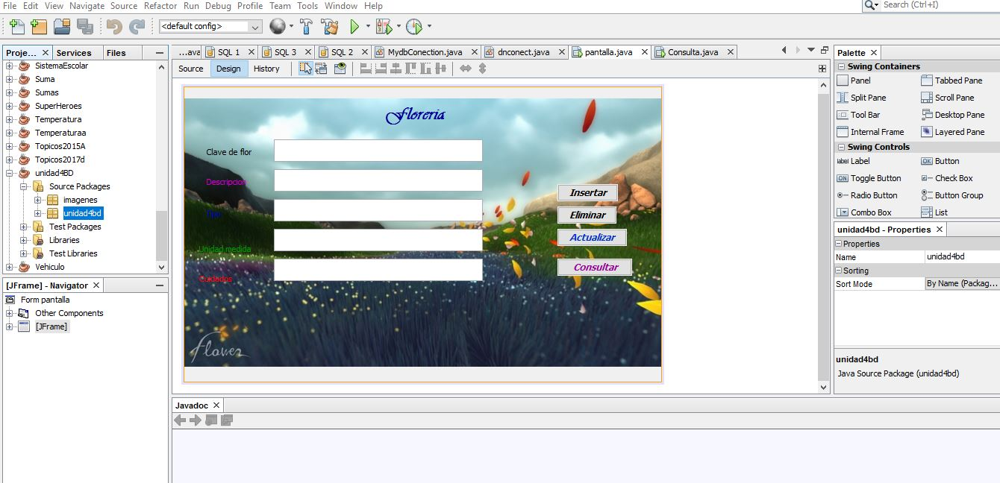 File Edit View Navigate Source Refactor Run Debug Profile Team Tools Window Help
Search (Ctrl+I)
<default config>
Proje...
Services
Files
SistemaEscolar
Suma
Sumas
SuperHeroes
Temperatura
Temperaturaa
Topicos2015A
Topicos2017d
unidad4BD
Source Packages
imagenes
unidad4bd
Test Packages
Libraries
Test Libraries
Vehiculo
[JFrame] - Navigator
Form pantalla
Other Components
[JFrame]
...ava
SQL 1
SQL 3
SQL 2
MydbConection.java
dnconect.java
pantalla.java
Consulta.java
Source Design History
Floreria
Clave de flor
Descripcion
Tipo
Unidad medida
Cuidados
Insertar
Eliminar
Actualizar
Consultar
Flower
Javadoc
Palette
Swing Containers
Panel Tabbed Pane
Split Pane Scroll Pane
Tool Bar Desktop Pane
Internal Frame Layered Pane
Swing Controls
label Label OK Button
ON Toggle Button Check Box
Radio Button Button Group
Combo Box List
unidad4bd - Properties
Properties
Name unidad4bd
Sorting
Sort Mode By Name (Packag...
unidad4bd
Java Source Package (unidad4bd)